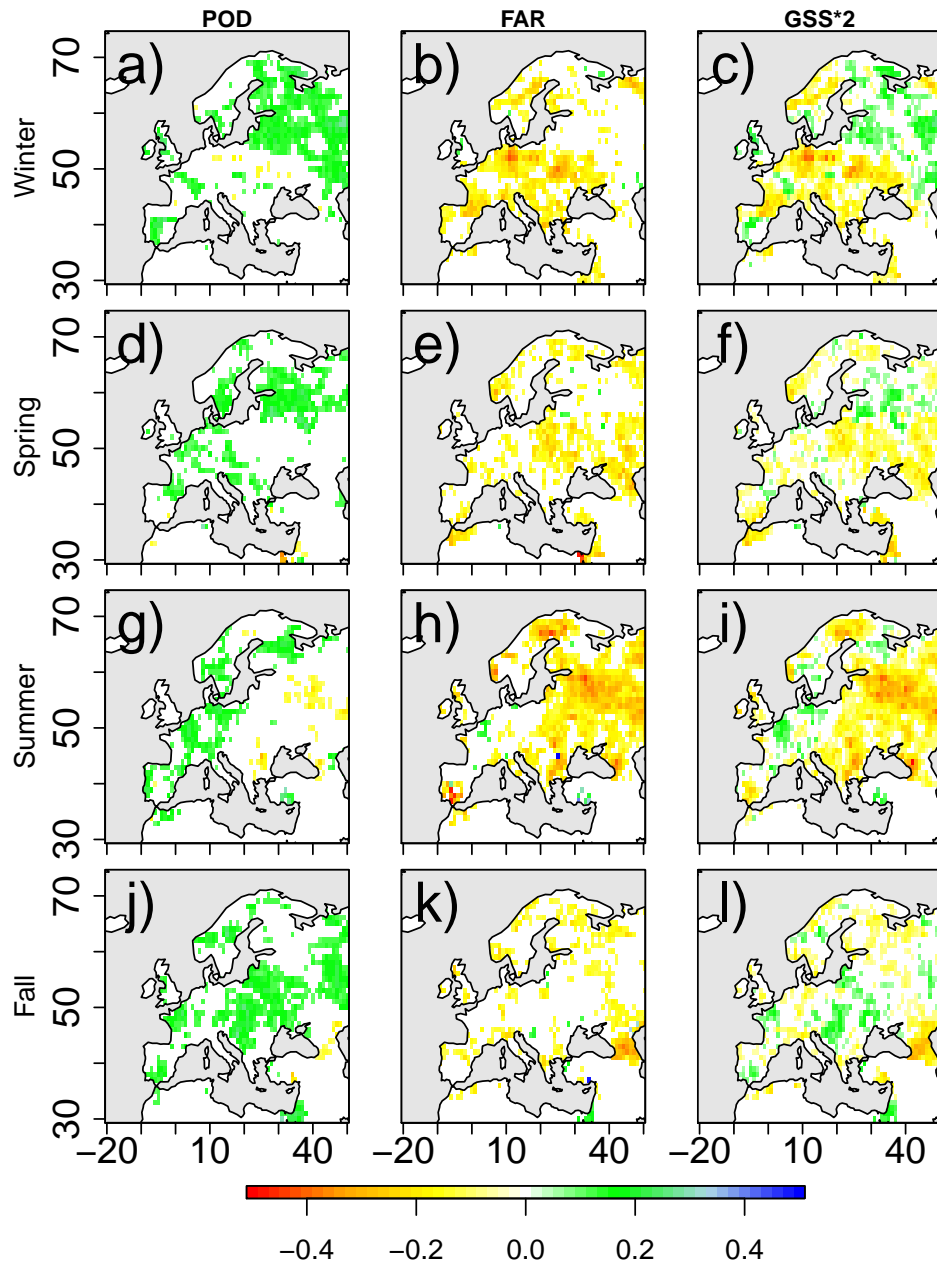 POD FAR GSS*2
Winter 70 50 30 a) b) c)
Spring 70 50 30 d) e) f)
Summer 70 50 30 g) h) i)
Fall 70 50 30 j) k) l)
−20 10 40 −20 10 40 −20 10 40
−0.4 −0.2 0.0 0.2 0.4